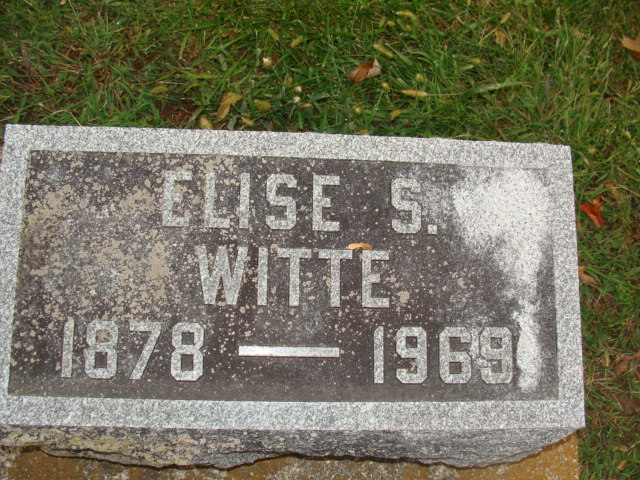 ELISE S.
WITTE
1878 — 1969